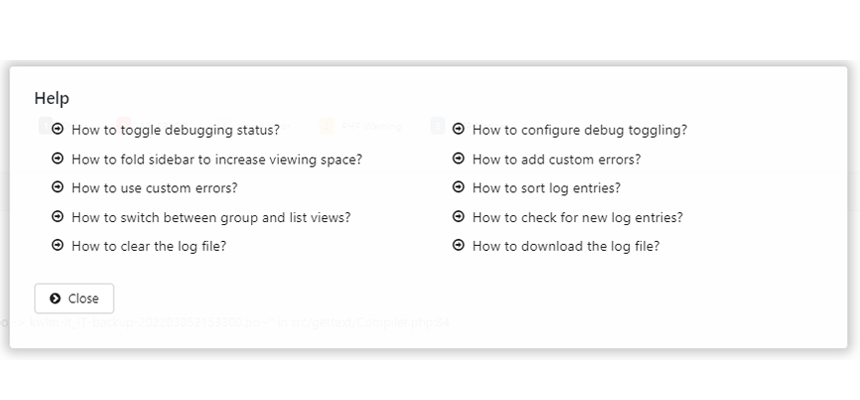 Help
How to toggle debugging status?
How to fold sidebar to increase viewing space?
How to use custom errors?
How to switch between group and list views?
How to clear the log file?
How to configure debug toggling?
How to add custom errors?
How to sort log entries?
How to check for new log entries?
How to download the log file?
Close